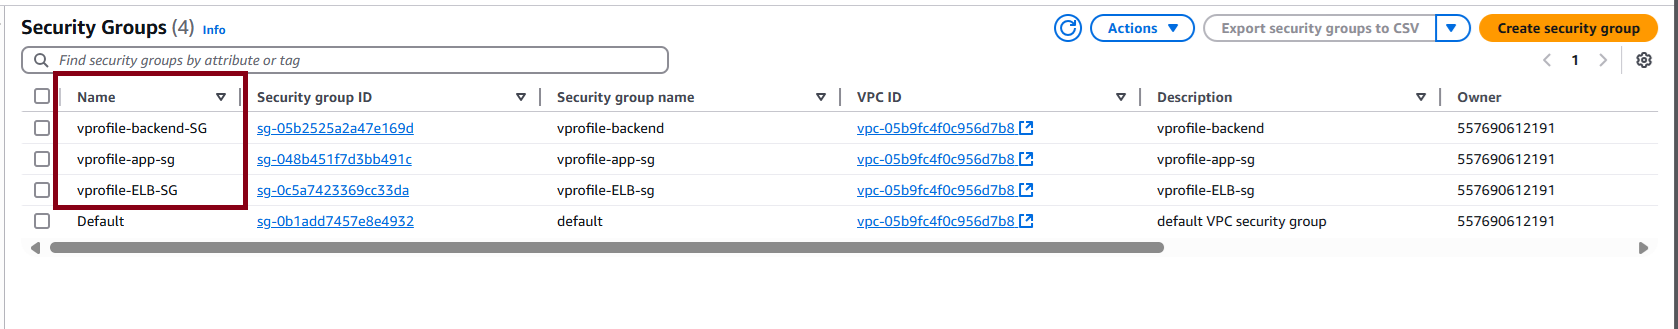 Security Groups (4) Info
Actions
Export security groups to CSV
Create security group
Find security groups by attribute or tag
1
Name Security group ID Security group name VPC ID Description Owner
vprofile-backend-SG sg-05b2525a2a47e169d vprofile-backend vpc-05b9fc4f0c956d7b8 vprofile-backend 557690612191
vprofile-app-sg sg-048b451f7d3bb491c vprofile-app-sg vpc-05b9fc4f0c956d7b8 vprofile-app-sg 557690612191
vprofile-ELB-SG sg-0c5a7423369cc33da vprofile-ELB-sg vpc-05b9fc4f0c956d7b8 vprofile-ELB-sg 557690612191
Default sg-0b1add7457e8e4932 default vpc-05b9fc4f0c956d7b8 default VPC security group 557690612191